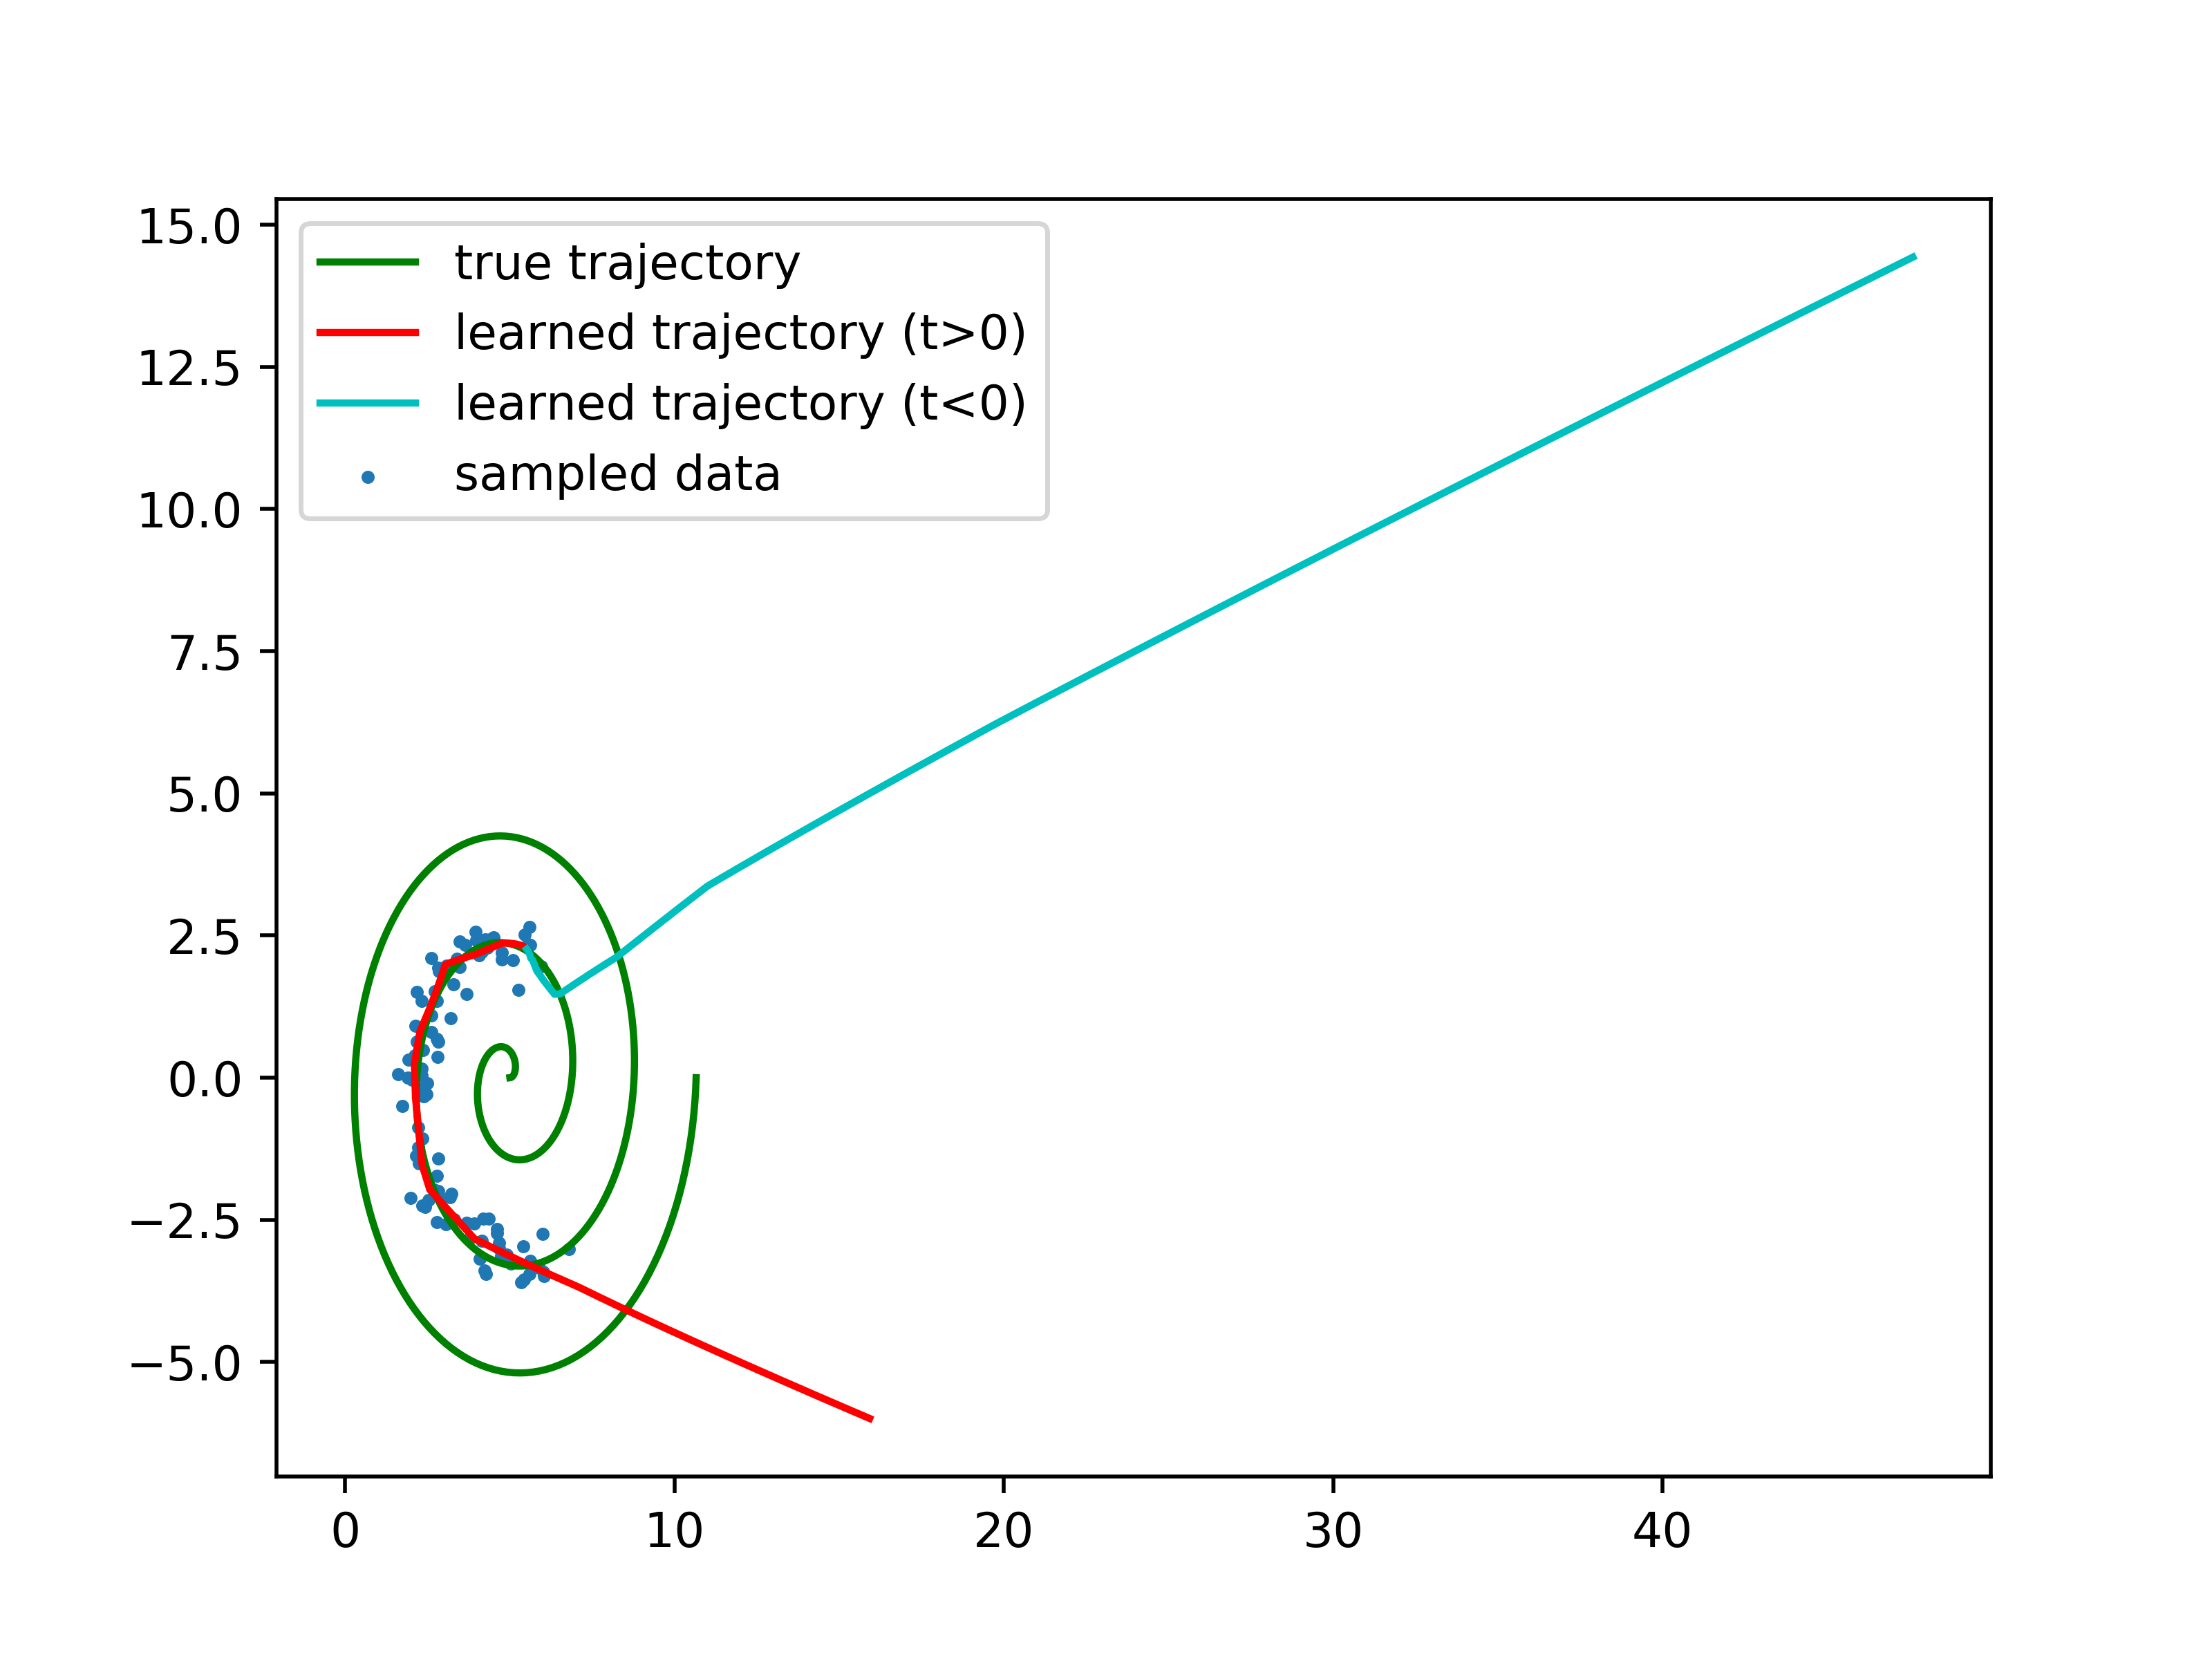 15.0
12.5
10.0
7.5
5.0
2.5
0.0
−2.5
−5.0
true trajectory
learned trajectory (t>0)
learned trajectory (t<0)
sampled data
0 10 20 30 40